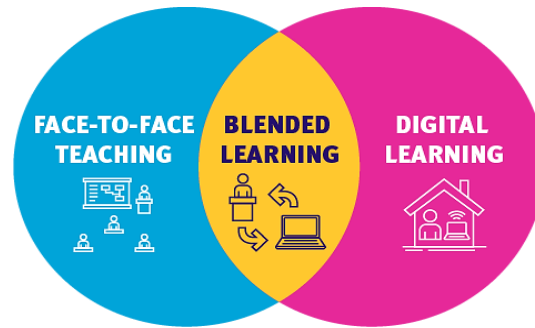 FACE-TO-FACE
TEACHING
BLENDED
LEARNING
DIGITAL
LEARNING